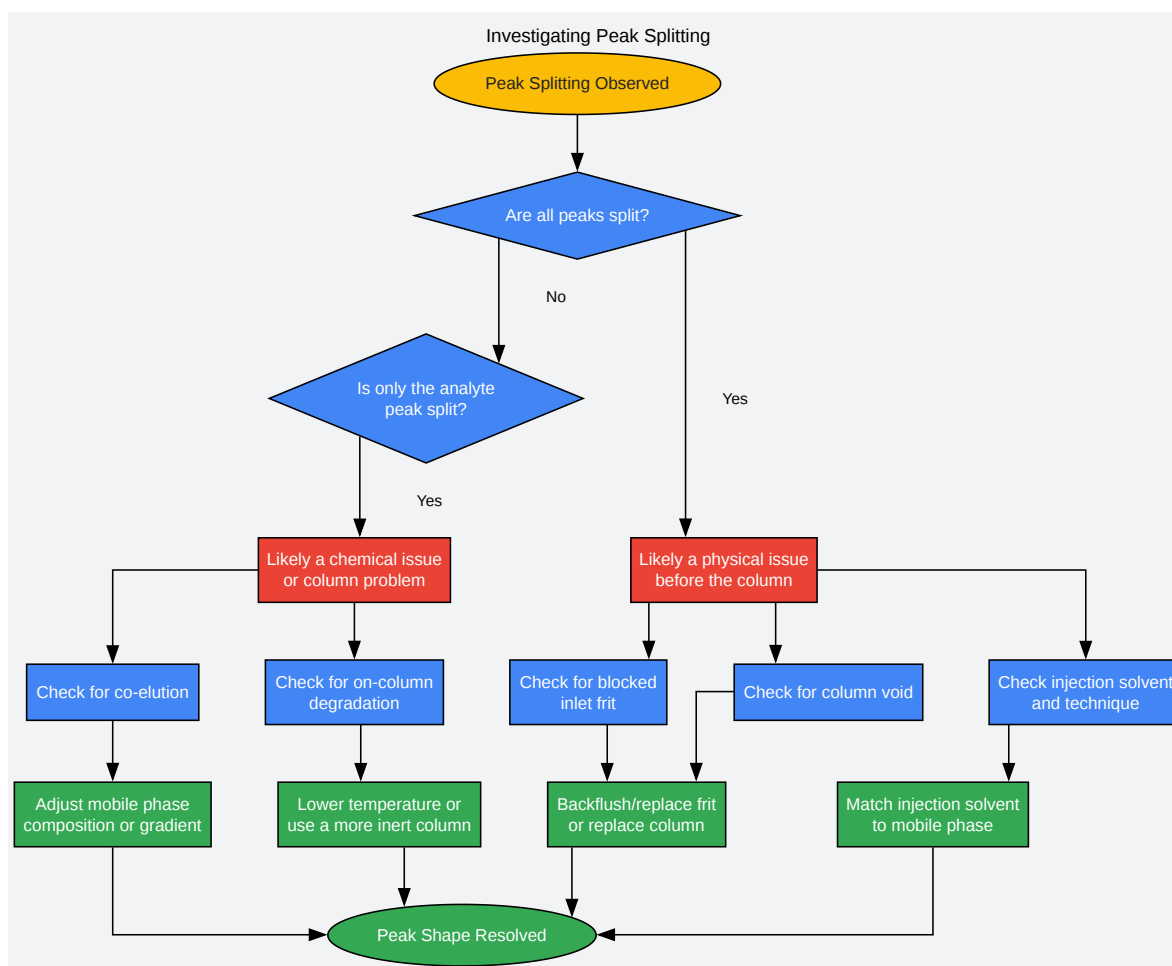 Investigating Peak Splitting
Peak Splitting Observed
Are all peaks split?
No
Is only the analyte
peak split?
Yes
Yes
Likely a chemical issue
or column problem
Likely a physical issue
before the column
Check for co-elution
Check for on-column
degradation
Check for blocked
inlet frit
Check for column void
Check injection solvent
and technique
Adjust mobile phase
composition or gradient
Lower temperature or
use a more inert column
Backflush/replace frit
or replace column
Match injection solvent
to mobile phase
Peak Shape Resolved